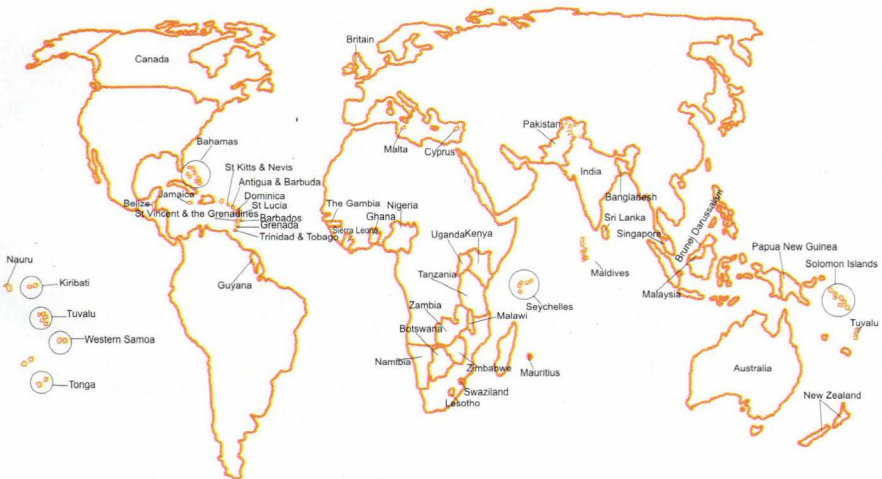 Britain
Canada
Bahamas
St Kitts & Nevis
Antigua & Barbuda
Jamaica
Dominica
St Lucia
Belize
St Vincent & the Grenadines
Barbados
Grenada
Trinidad & Tobago
Guyana
Nauru
Kiribati
Tuvalu
Western Samoa
Tonga
Malta
Cyprus
The Gambia
Sierra Leone
Ghana
Nigeria
Uganda
Kenya
Tanzania
Zambia
Malawi
Botswana
Namibia
Zimbabwe
Swaziland
Lesotho
Mauritius
Seychelles
Pakistan
India
Bangladesh
Sri Lanka
Maldives
Singapore
Malaysia
Brunei Darussalam
Papua New Guinea
Solomon Islands
Tuvalu
Australia
New Zealand